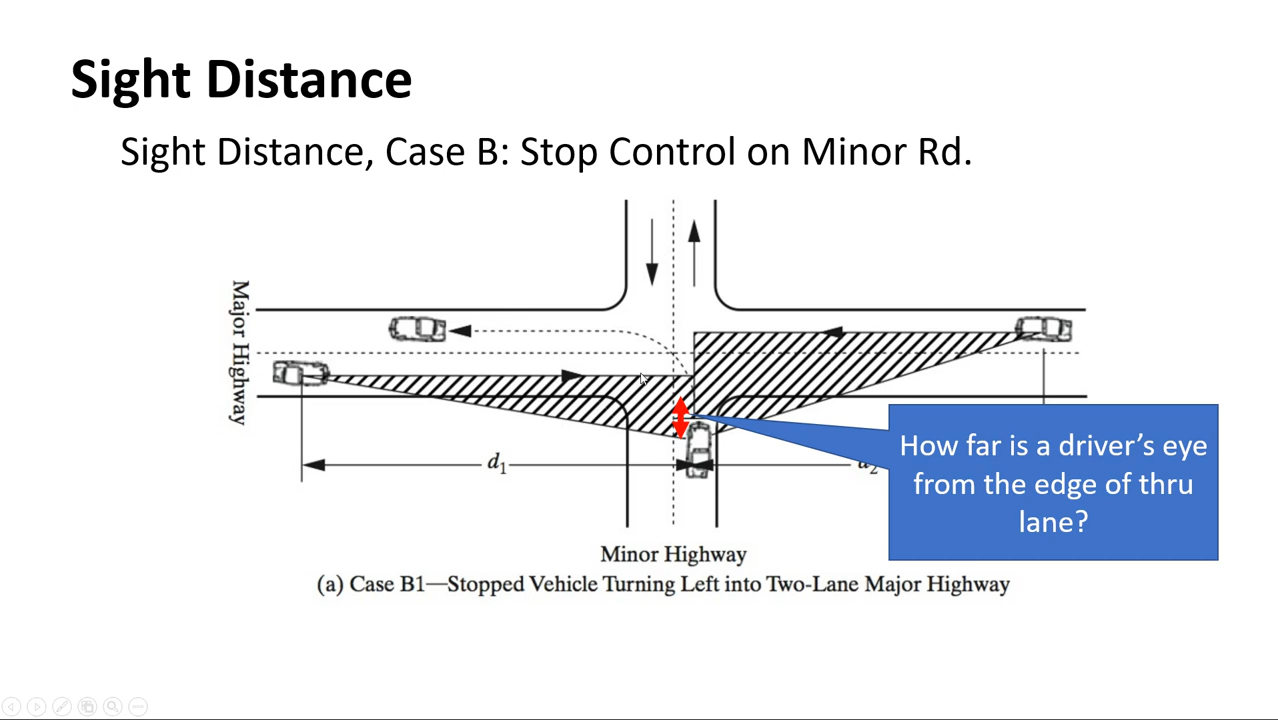 Sight Distance
Sight Distance, Case B: Stop Control on Minor Rd.
Major Highway
d1
d2
How far is a driver's eye
from the edge of thru
lane?
Minor Highway
(a) Case B1—Stopped Vehicle Turning Left into Two-Lane Major Highway